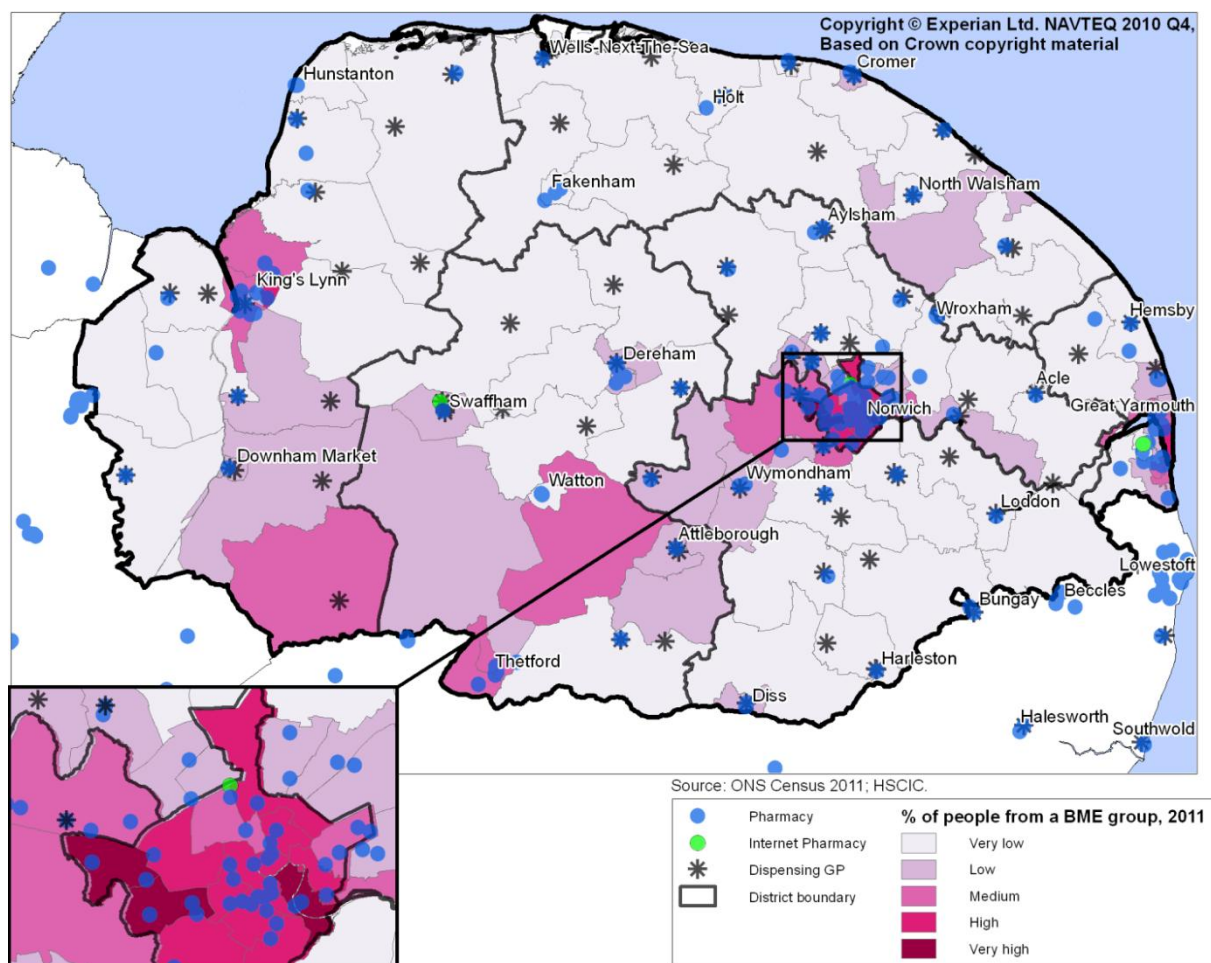 Copyright © Experian Ltd. NAVTEQ 2010 Q4,
Based on Crown copyright material
Wells-Next-The-Sea
Cromer
Hunstanton
Holt
Fakenham
North Walsham
Aylsham
King's Lynn
Wroxham
Hemsby
Dereham
Acle
Swaffham
Norwich
Great Yarmouth
Downham Market
Watton
Wymondham
Loddon
Attleborough
Lowestoft
Beccles
Bungay
Thetford
Harleston
Diss
Halesworth
Southwold
Source: ONS Census 2011; HSCIC.
Pharmacy
Internet Pharmacy
Dispensing GP
District boundary
% of people from a BME group, 2011
Very low
Low
Medium
High
Very high